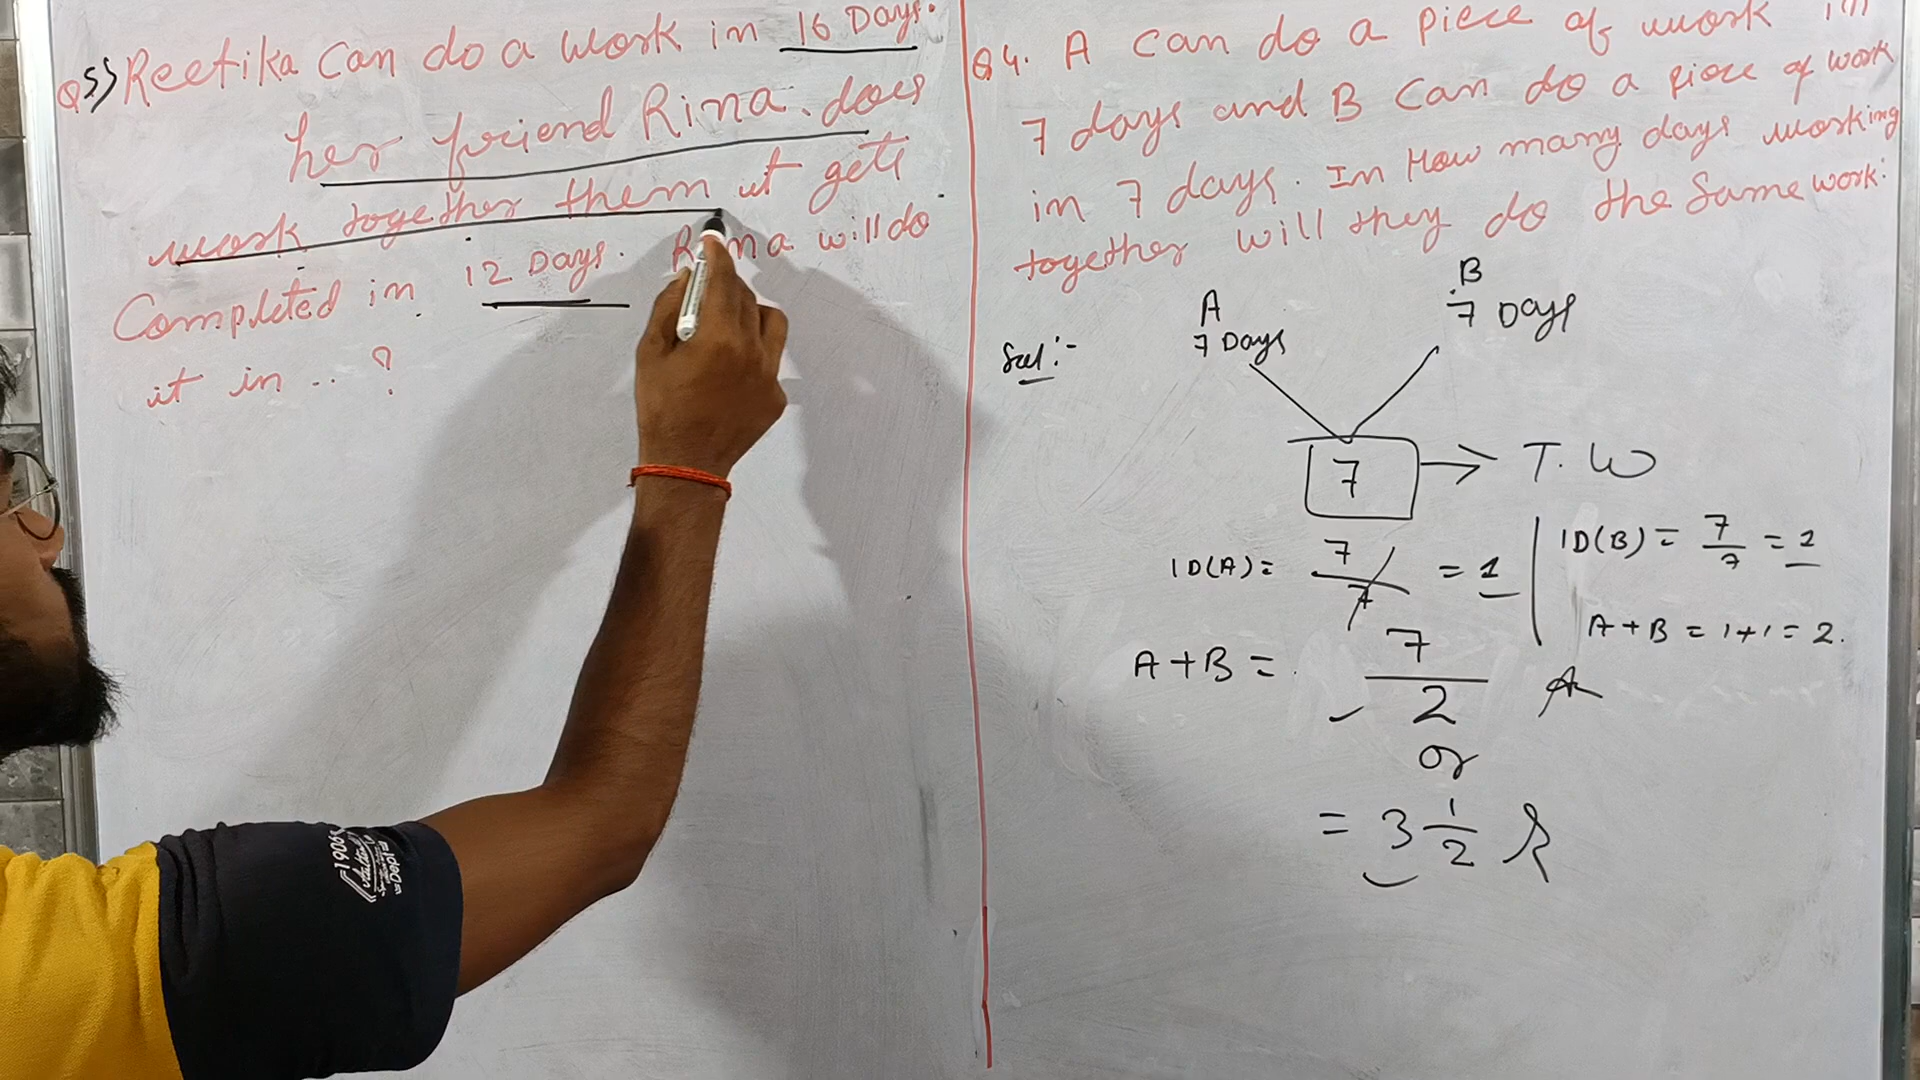 Q5) Reetika Can do a work in 16 Days.
her friend Rina. does
work together them it gets
Completed in 12 Days. Rina will do
it in .. ?
Q4. A Can do a piece of work in
7 days and B Can do a piece of work
in 7 days. In How many days working
together will they do the Same work.
Sol:-
A
7 Days
B
7 Days
7 → T.W
1D(A) = 7/7 = 1
1D(B) = 7/7 = 1
A+B = 1+1 = 2.
A+B = 7/2 A
or
= 3 1/2
1906
Dept